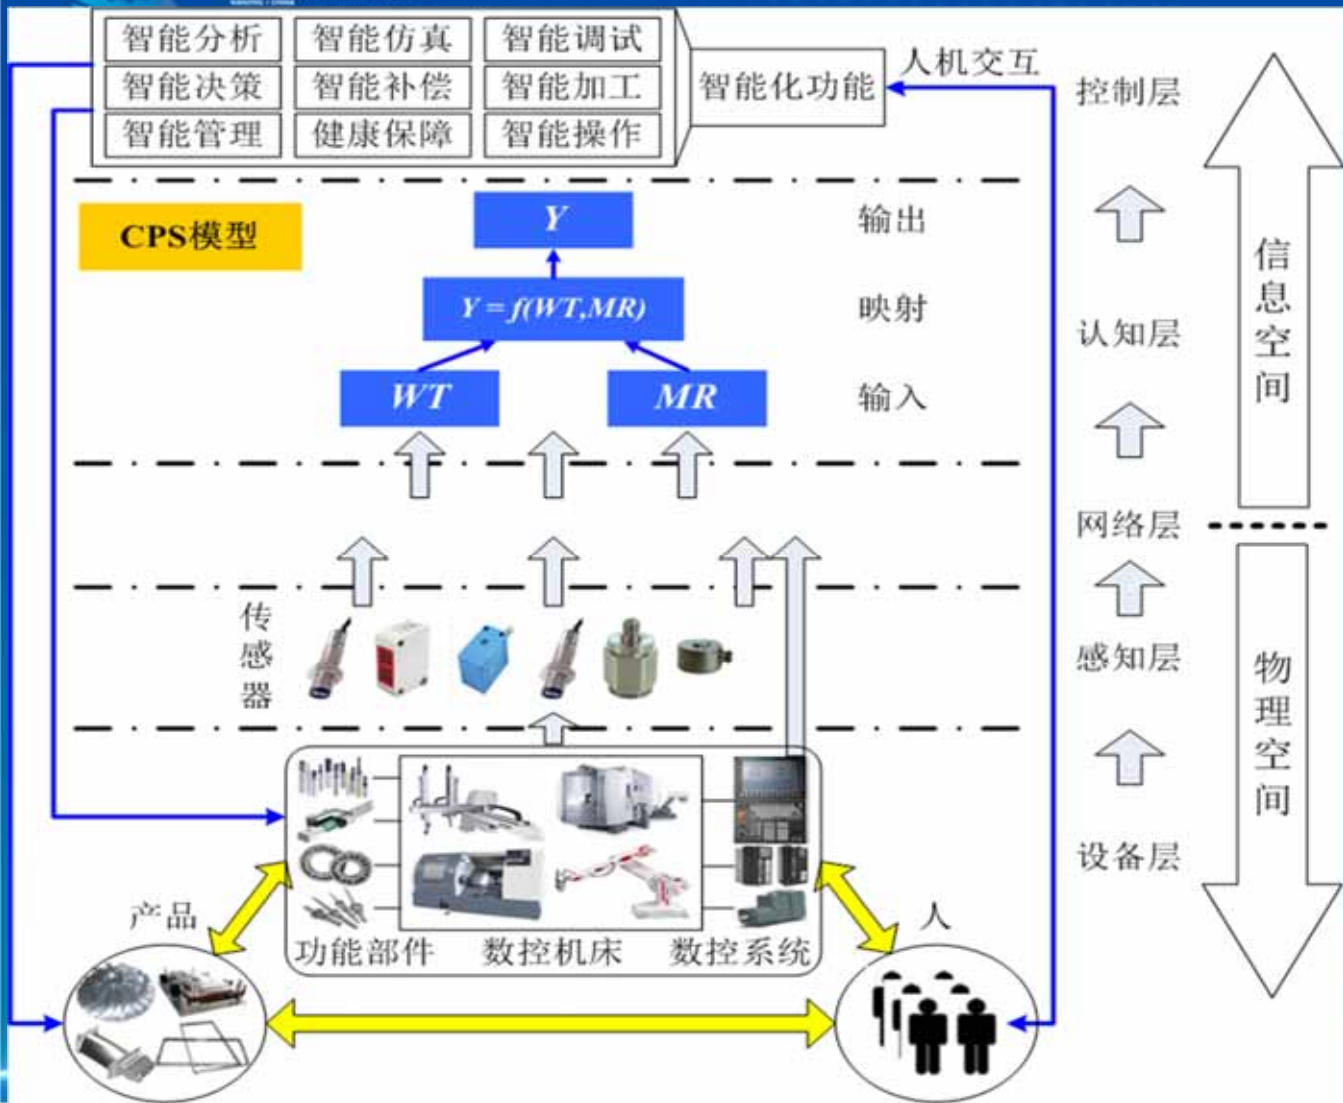 智能分析 智能仿真 智能调试
智能决策 智能补偿 智能加工
智能管理 健康保障 智能操作
智能化功能
人机交互
控制层
CPS模型
Y
输出
Y = f(WT,MR)
映射
WT
MR
输入
认知层
信息空间
网络层
传感器
感知层
物理空间
设备层
功能部件 数控机床 数控系统
产品
人